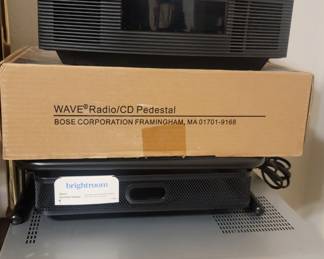 WAVE® Radio/CD Pedestal
BOSE CORPORATION FRAMINGHAM, MA 01701-9168
brightroom